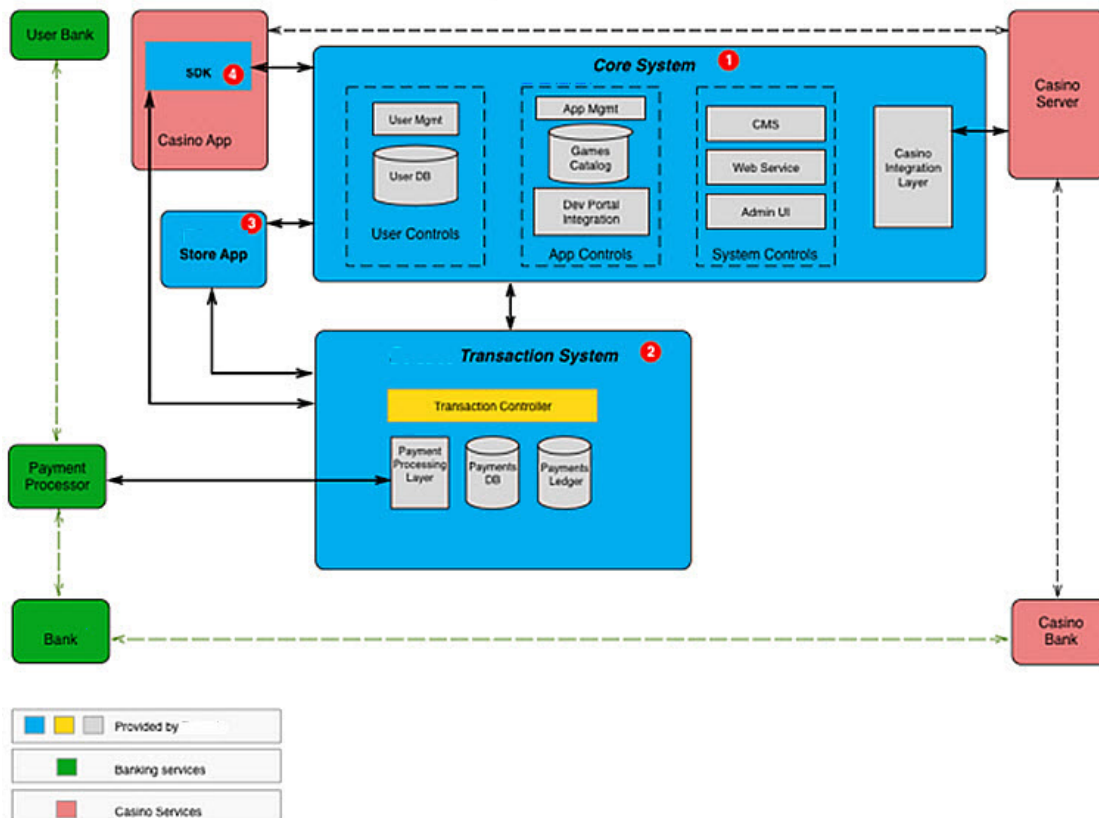 User Bank
SDK
4
Casino App
Core System
1
User Mgmt
User DB
User Controls
App Mgmt
Games
Catalog
Dev Portal
Integration
App Controls
CMS
Web Service
Admin UI
System Controls
Casino
Integration
Layer
Casino
Server
3
Store App
Transaction System
2
Transaction Controller
Payment
Processing
Layer
Payments
DB
Payments
Ledger
Payment
Processor
Bank
Casino
Bank
Provided by
Banking services
Casino Services